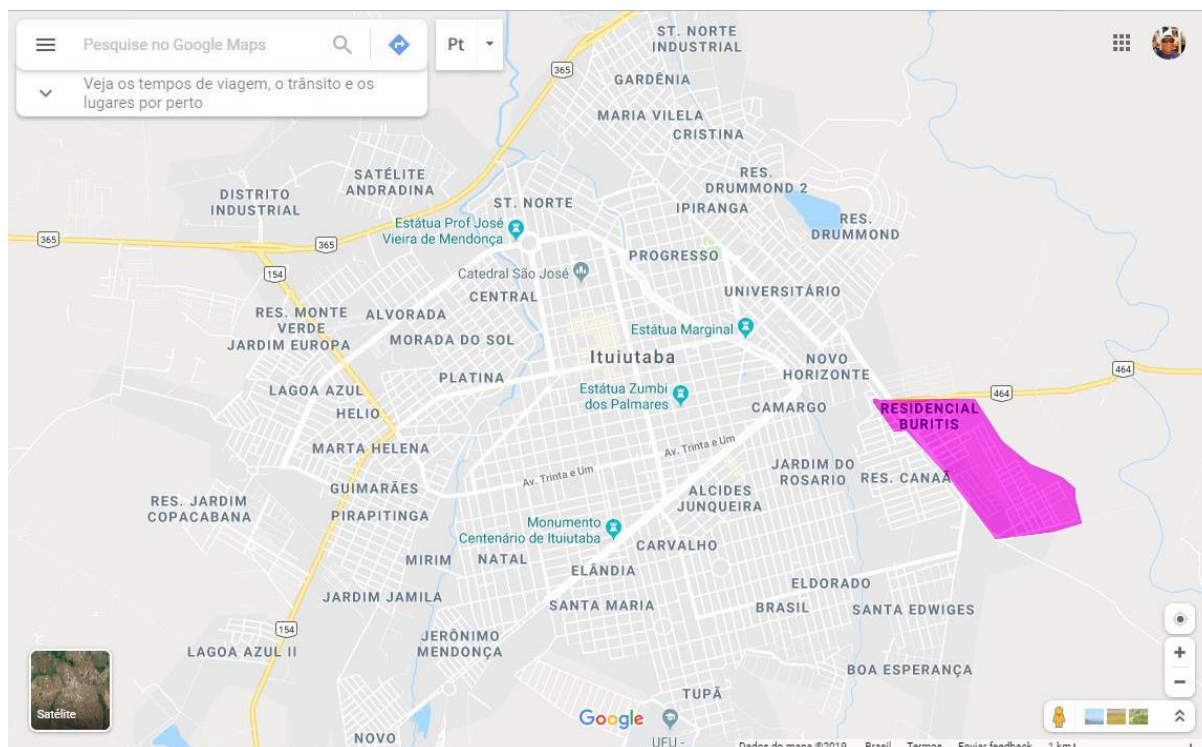 Pesquise no Google Maps
Pt
Veja os tempos de viagem, o trânsito e os
lugares por perto
ST. NORTE
INDUSTRIAL
365
GARDÊNIA
MARIA VILELA
CRISTINA
SATÉLITE
ANDRADINA
DISTRITO
INDUSTRIAL
RES.
DRUMMOND 2
ST. NORTE
IPIRANGA
Estátua Prof José
Vieira de Mendonça
RES.
DRUMMOND
365
365
PROGRESSO
154
Catedral São José
CENTRAL
UNIVERSITÁRIO
RES. MONTE
VERDE
ALVORADA
JARDIM EUROPA
MORADA DO SOL
Estátua Marginal
Ituiutaba
NOVO
HORIZONTE
464
PLATINA
LAGOA AZUL
Estátua Zumbi
dos Palmares
464
HELIO
CAMARGO
RESIDENCIAL
BURITIS
MARTA HELENA
Av. Trinta e Um
Av. Trinta e Um
JARDIM DO
ROSARIO
RES. CANAÃ
GUIMARÃES
ALCIDES
JUNQUEIRA
RES. JARDIM
COPACABANA
PIRAPITINGA
Monumento
Centenário de Ituiutaba
CARVALHO
MIRIM
NATAL
ELÂNDIA
ELDORADO
JARDIM JAMILA
SANTA MARIA
BRASIL
SANTA EDWIGES
154
JERÔNIMO
MENDONÇA
LAGOA AZUL II
BOA ESPERANÇA
TUPÃ
Satélite
Google
NOVO
UFU -
Dados do mapa ©2019 Brasil Termos Enviar feedback 1 km